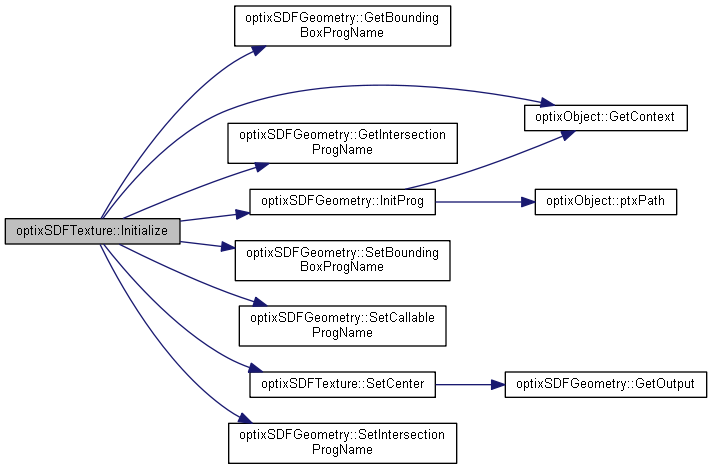 optixSDFTexture::Initialize
optixSDFGeometry::GetBounding
BoxProgName
optixObject::GetContext
optixSDFGeometry::GetIntersection
ProgName
optixSDFGeometry::InitProg
optixObject::ptxPath
optixSDFGeometry::SetBounding
BoxProgName
optixSDFGeometry::SetCallable
ProgName
optixSDFTexture::SetCenter
optixSDFGeometry::GetOutput
optixSDFGeometry::SetIntersection
ProgName